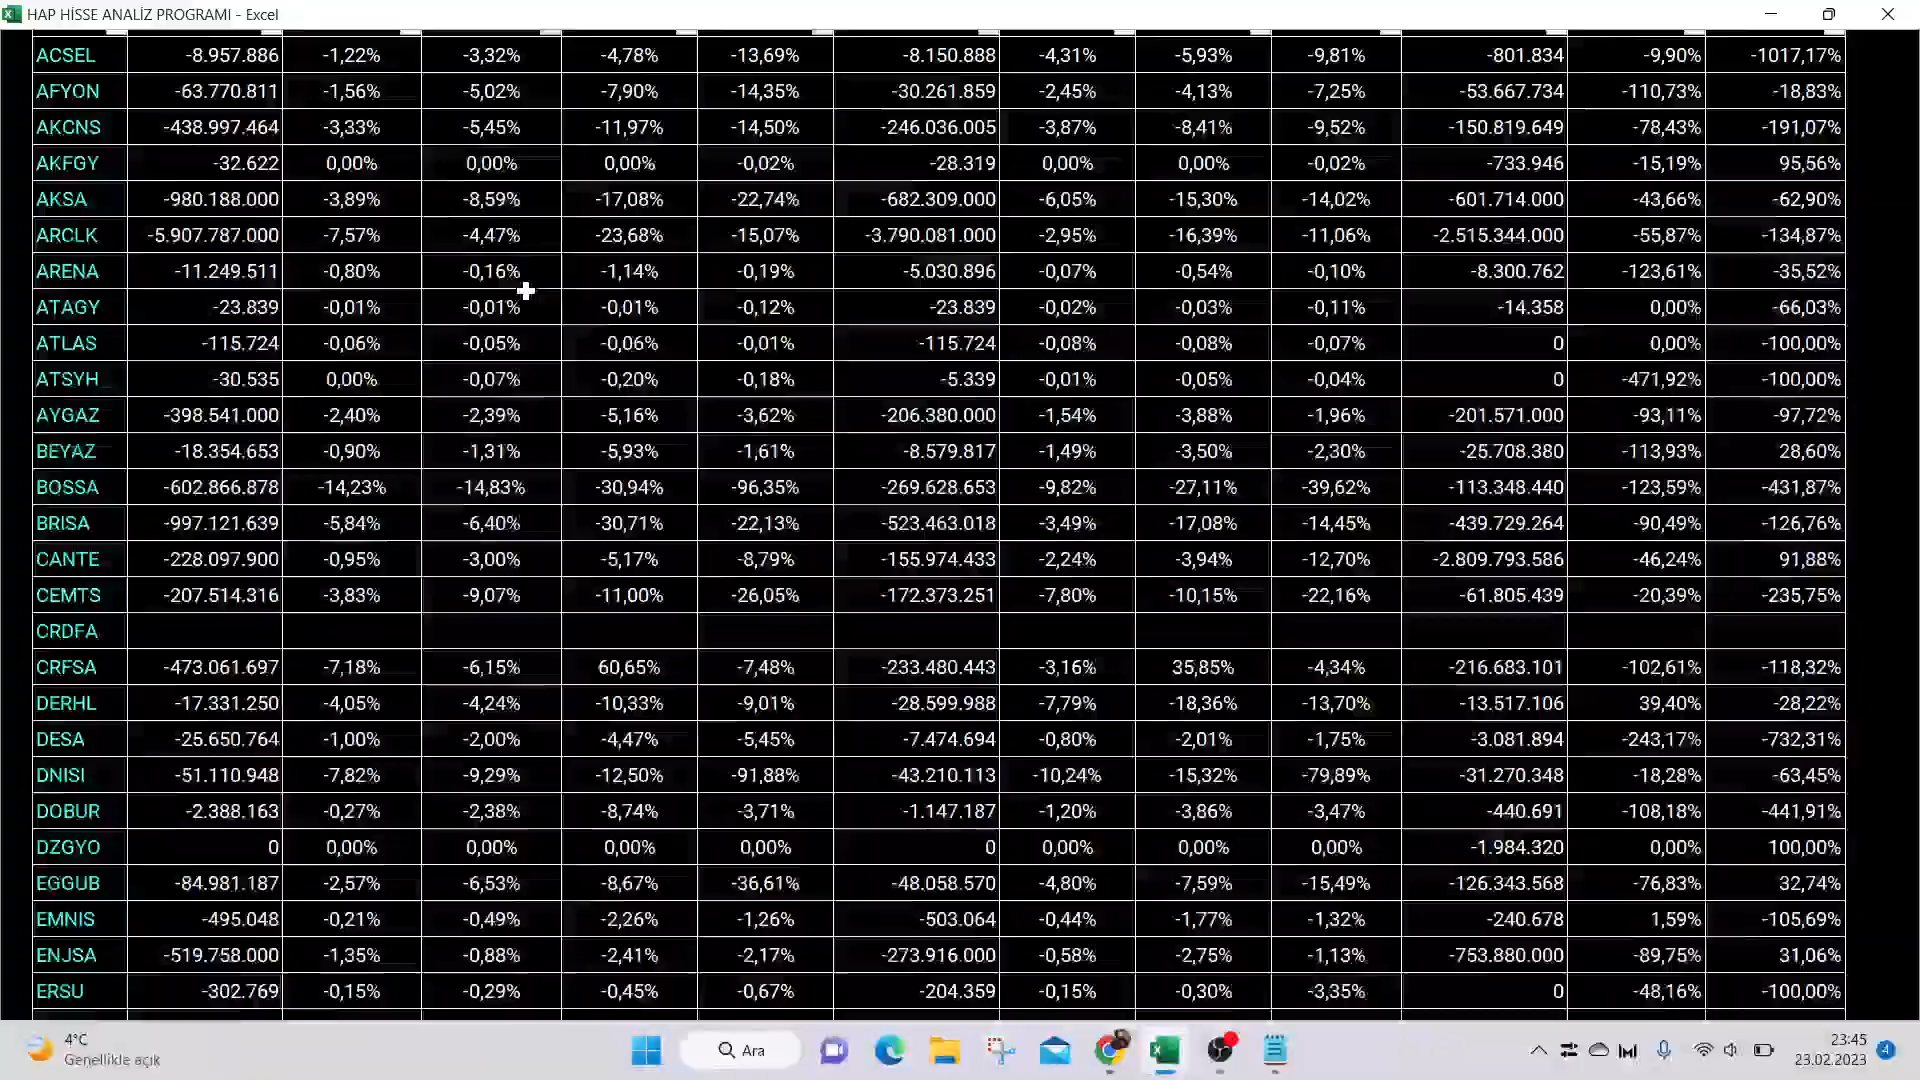 HAP HİSSE ANALİZ PROGRAMI - Excel
ACSEL -8.957.886 -1,22% -3,32% -4,78% -13,69% -8.150.888 -4,31% -5,93% -9,81% -801.834 -9,90% -1017,17%
AFYON -63.770.811 -1,56% -5,02% -7,90% -14,35% -30.261.859 -2,45% -4,13% -7,25% -53.667.734 -110,73% -18,83%
AKCNS -438.997.464 -3,33% -5,45% -11,97% -14,50% -246.036.005 -3,87% -8,41% -9,52% -150.819.649 -78,43% -191,07%
AKFGY -32.622 0,00% 0,00% 0,00% -0,02% -28.319 0,00% 0,00% -0,02% -733.946 -15,19% 95,56%
AKSA -980.188.000 -3,89% -8,59% -17,08% -22,74% -682.309.000 -6,05% -15,30% -14,02% -601.714.000 -43,66% -62,90%
ARCLK -5.907.787.000 -7,57% -4,47% -23,68% -15,07% -3.790.081.000 -2,95% -16,39% -11,06% -2.515.344.000 -55,87% -134,87%
ARENA -11.249.511 -0,80% -0,16% -1,14% -0,19% -5.030.896 -0,07% -0,54% -0,10% -8.300.762 -123,61% -35,52%
ATAGY -23.839 -0,01% -0,01% -0,01% -0,12% -23.839 -0,02% -0,03% -0,11% -14.358 0,00% -66,03%
ATLAS -115.724 -0,06% -0,05% -0,06% -0,01% -115.724 -0,08% -0,08% -0,07% 0 0,00% -100,00%
ATSYH -30.535 0,00% -0,07% -0,20% -0,18% -5.339 -0,01% -0,05% -0,04% 0 -471,92% -100,00%
AYGAZ -398.541.000 -2,40% -2,39% -5,16% -3,62% -206.380.000 -1,54% -3,88% -1,96% -201.571.000 -93,11% -97,72%
BEYAZ -18.354.653 -0,90% -1,31% -5,93% -1,61% -8.579.817 -1,49% -3,50% -2,30% -25.708.380 -113,93% 28,60%
BOSSA -602.866.878 -14,23% -14,83% -30,94% -96,35% -269.628.653 -9,82% -27,11% -39,62% -113.348.440 -123,59% -431,87%
BRISA -997.121.639 -5,84% -6,40% -30,71% -22,13% -523.463.018 -3,49% -17,08% -14,45% -439.729.264 -90,49% -126,76%
CANTE -228.097.900 -0,95% -3,00% -5,17% -8,79% -155.974.433 -2,24% -3,94% -12,70% -2.809.793.586 -46,24% 91,88%
CEMTS -207.514.316 -3,83% -9,07% -11,00% -26,05% -172.373.251 -7,80% -10,15% -22,16% -61.805.439 -20,39% -235,75%
CRDFA
CRFSA -473.061.697 -7,18% -6,15% 60,65% -7,48% -233.480.443 -3,16% 35,85% -4,34% -216.683.101 -102,61% -118,32%
DERHL -17.331.250 -4,05% -4,24% -10,33% -9,01% -28.599.988 -7,79% -18,36% -13,70% -13.517.106 39,40% -28,22%
DESA -25.650.764 -1,00% -2,00% -4,47% -5,45% -7.474.694 -0,80% -2,01% -1,75% -3.081.894 -243,17% -732,31%
DNISI -51.110.948 -7,82% -9,29% -12,50% -91,88% -43.210.113 -10,24% -15,32% -79,89% -31.270.348 -18,28% -63,45%
DOBUR -2.388.163 -0,27% -2,38% -8,74% -3,71% -1.147.187 -1,20% -3,86% -3,47% -440.691 -108,18% -441,91%
DZGYO 0 0,00% 0,00% 0,00% 0,00% 0 0,00% 0,00% 0,00% -1.984.320 0,00% 100,00%
EGGUB -84.981.187 -2,57% -6,53% -8,67% -36,61% -48.058.570 -4,80% -7,59% -15,49% -126.343.568 -76,83% 32,74%
EMNIS -495.048 -0,21% -0,49% -2,26% -1,26% -503.064 -0,44% -1,77% -1,32% -240.678 1,59% -105,69%
ENJSA -519.758.000 -1,35% -0,88% -2,41% -2,17% -273.916.000 -0,58% -2,75% -1,13% -753.880.000 -89,75% 31,06%
ERSU -302.769 -0,15% -0,29% -0,45% -0,67% -204.359 -0,15% -0,30% -3,35% 0 -48,16% -100,00%
4°C
Genellikle açık
Ara
23:45
23.02.2023
4